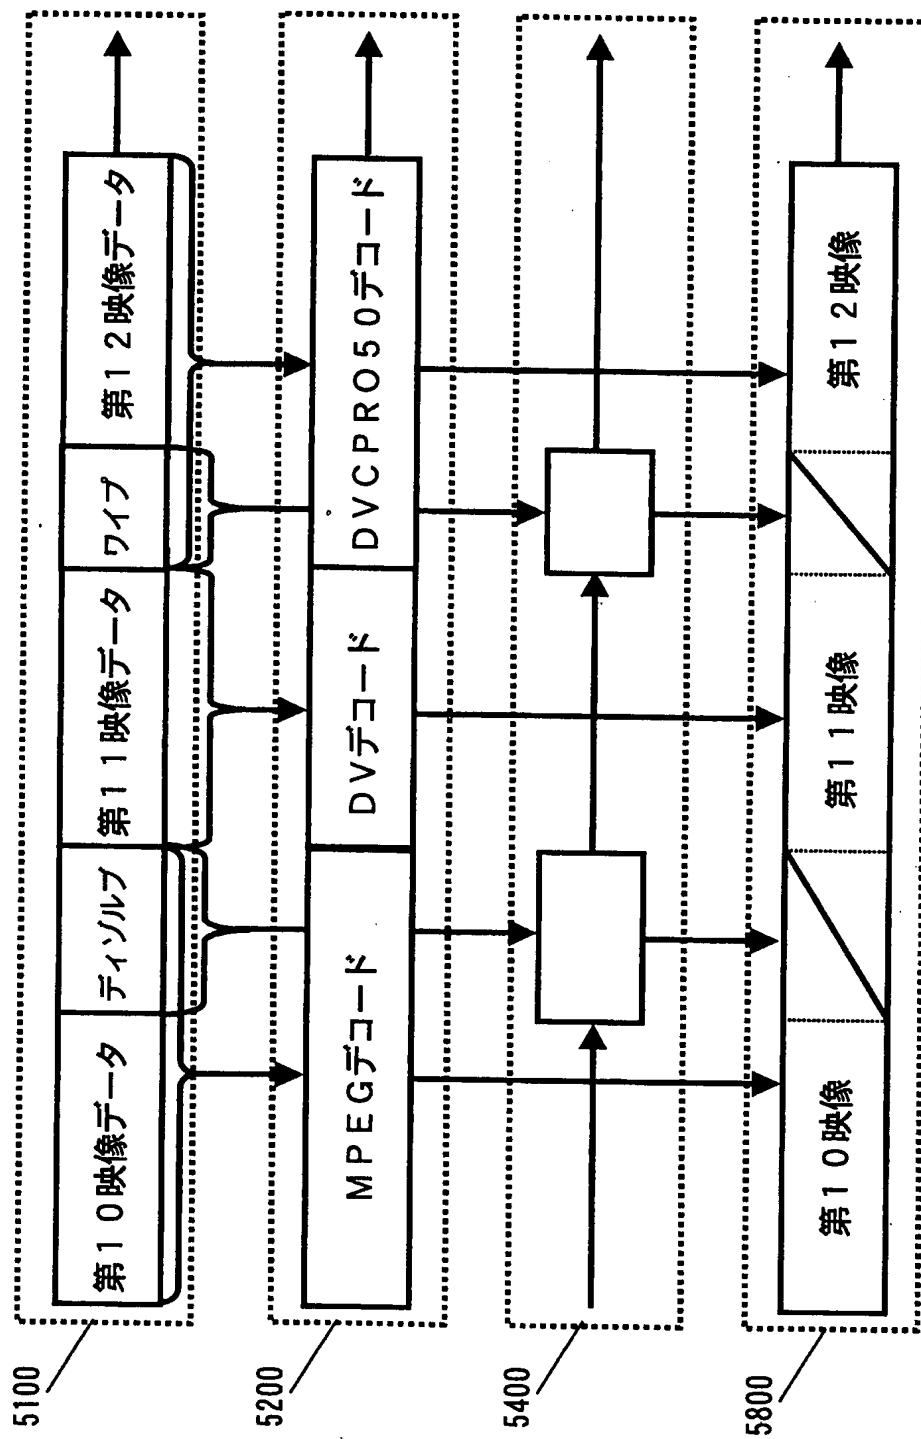 5100
第10映像データ
ディゾルブ
第11映像データ
ワイプ
第12映像データ
5200
MPEGデコード
DVデコード
DVCPRO50デコード
5400
5800
第10映像
第11映像
第12映像